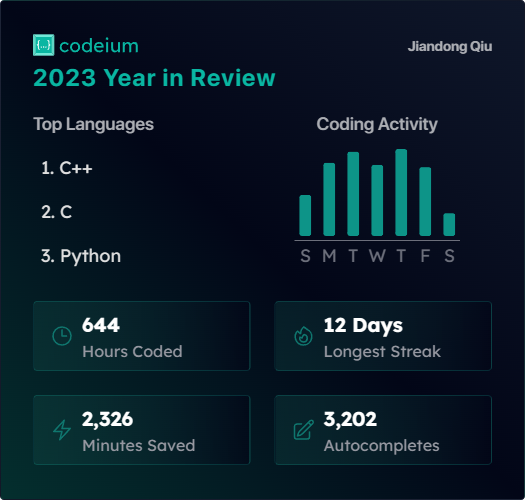 {...} codeium
Jiandong Qiu
2023 Year in Review
Top Languages
1. C++
2. C
3. Python
Coding Activity
S M T W T F S
644
Hours Coded
12 Days
Longest Streak
2,326
Minutes Saved
3,202
Autocompletes